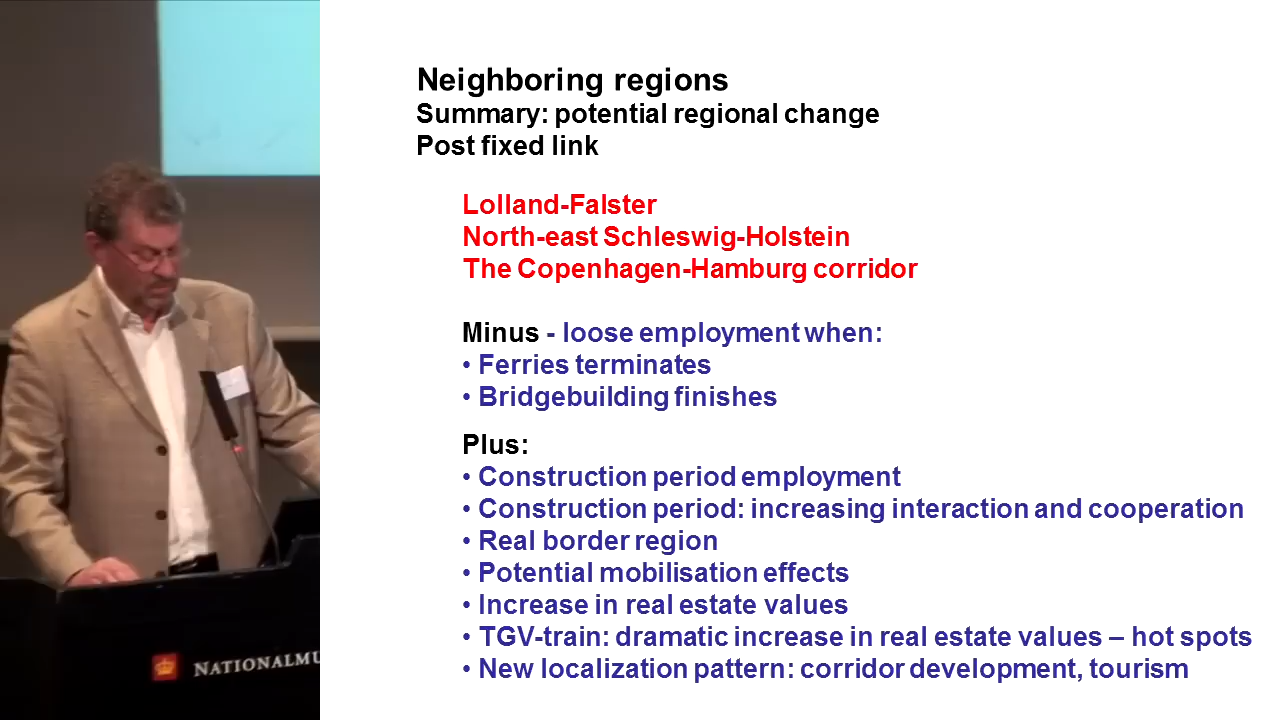 Neighboring regions
Summary: potential regional change
Post fixed link
Lolland-Falster
North-east Schleswig-Holstein
The Copenhagen-Hamburg corridor
Minus - loose employment when:
• Ferries terminates
• Bridgebuilding finishes
Plus:
• Construction period employment
• Construction period: increasing interaction and cooperation
• Real border region
• Potential mobilisation effects
• Increase in real estate values
• TGV-train: dramatic increase in real estate values – hot spots
• New localization pattern: corridor development, tourism
NATIONALMU